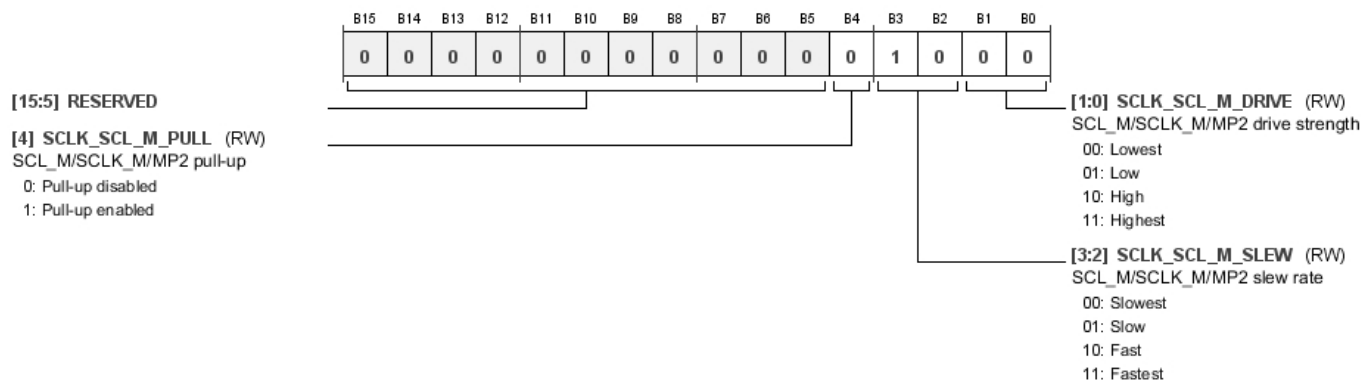 B15 B14 B13 B12 B11 B10 B9 B8 B7 B6 B5 B4 B3 B2 B1 B0
0 0 0 0 0 0 0 0 0 0 0 0 1 0 0 0
[15:5] RESERVED
[4] SCLK_SCL_M_PULL (RW)
SCL_M/SCLK_M/MP2 pull-up
0: Pull-up disabled
1: Pull-up enabled
[1:0] SCLK_SCL_M_DRIVE (RW)
SCL_M/SCLK_M/MP2 drive strength
00: Lowest
01: Low
10: High
11: Highest
[3:2] SCLK_SCL_M_SLEW (RW)
SCL_M/SCLK_M/MP2 slew rate
00: Slowest
01: Slow
10: Fast
11: Fastest